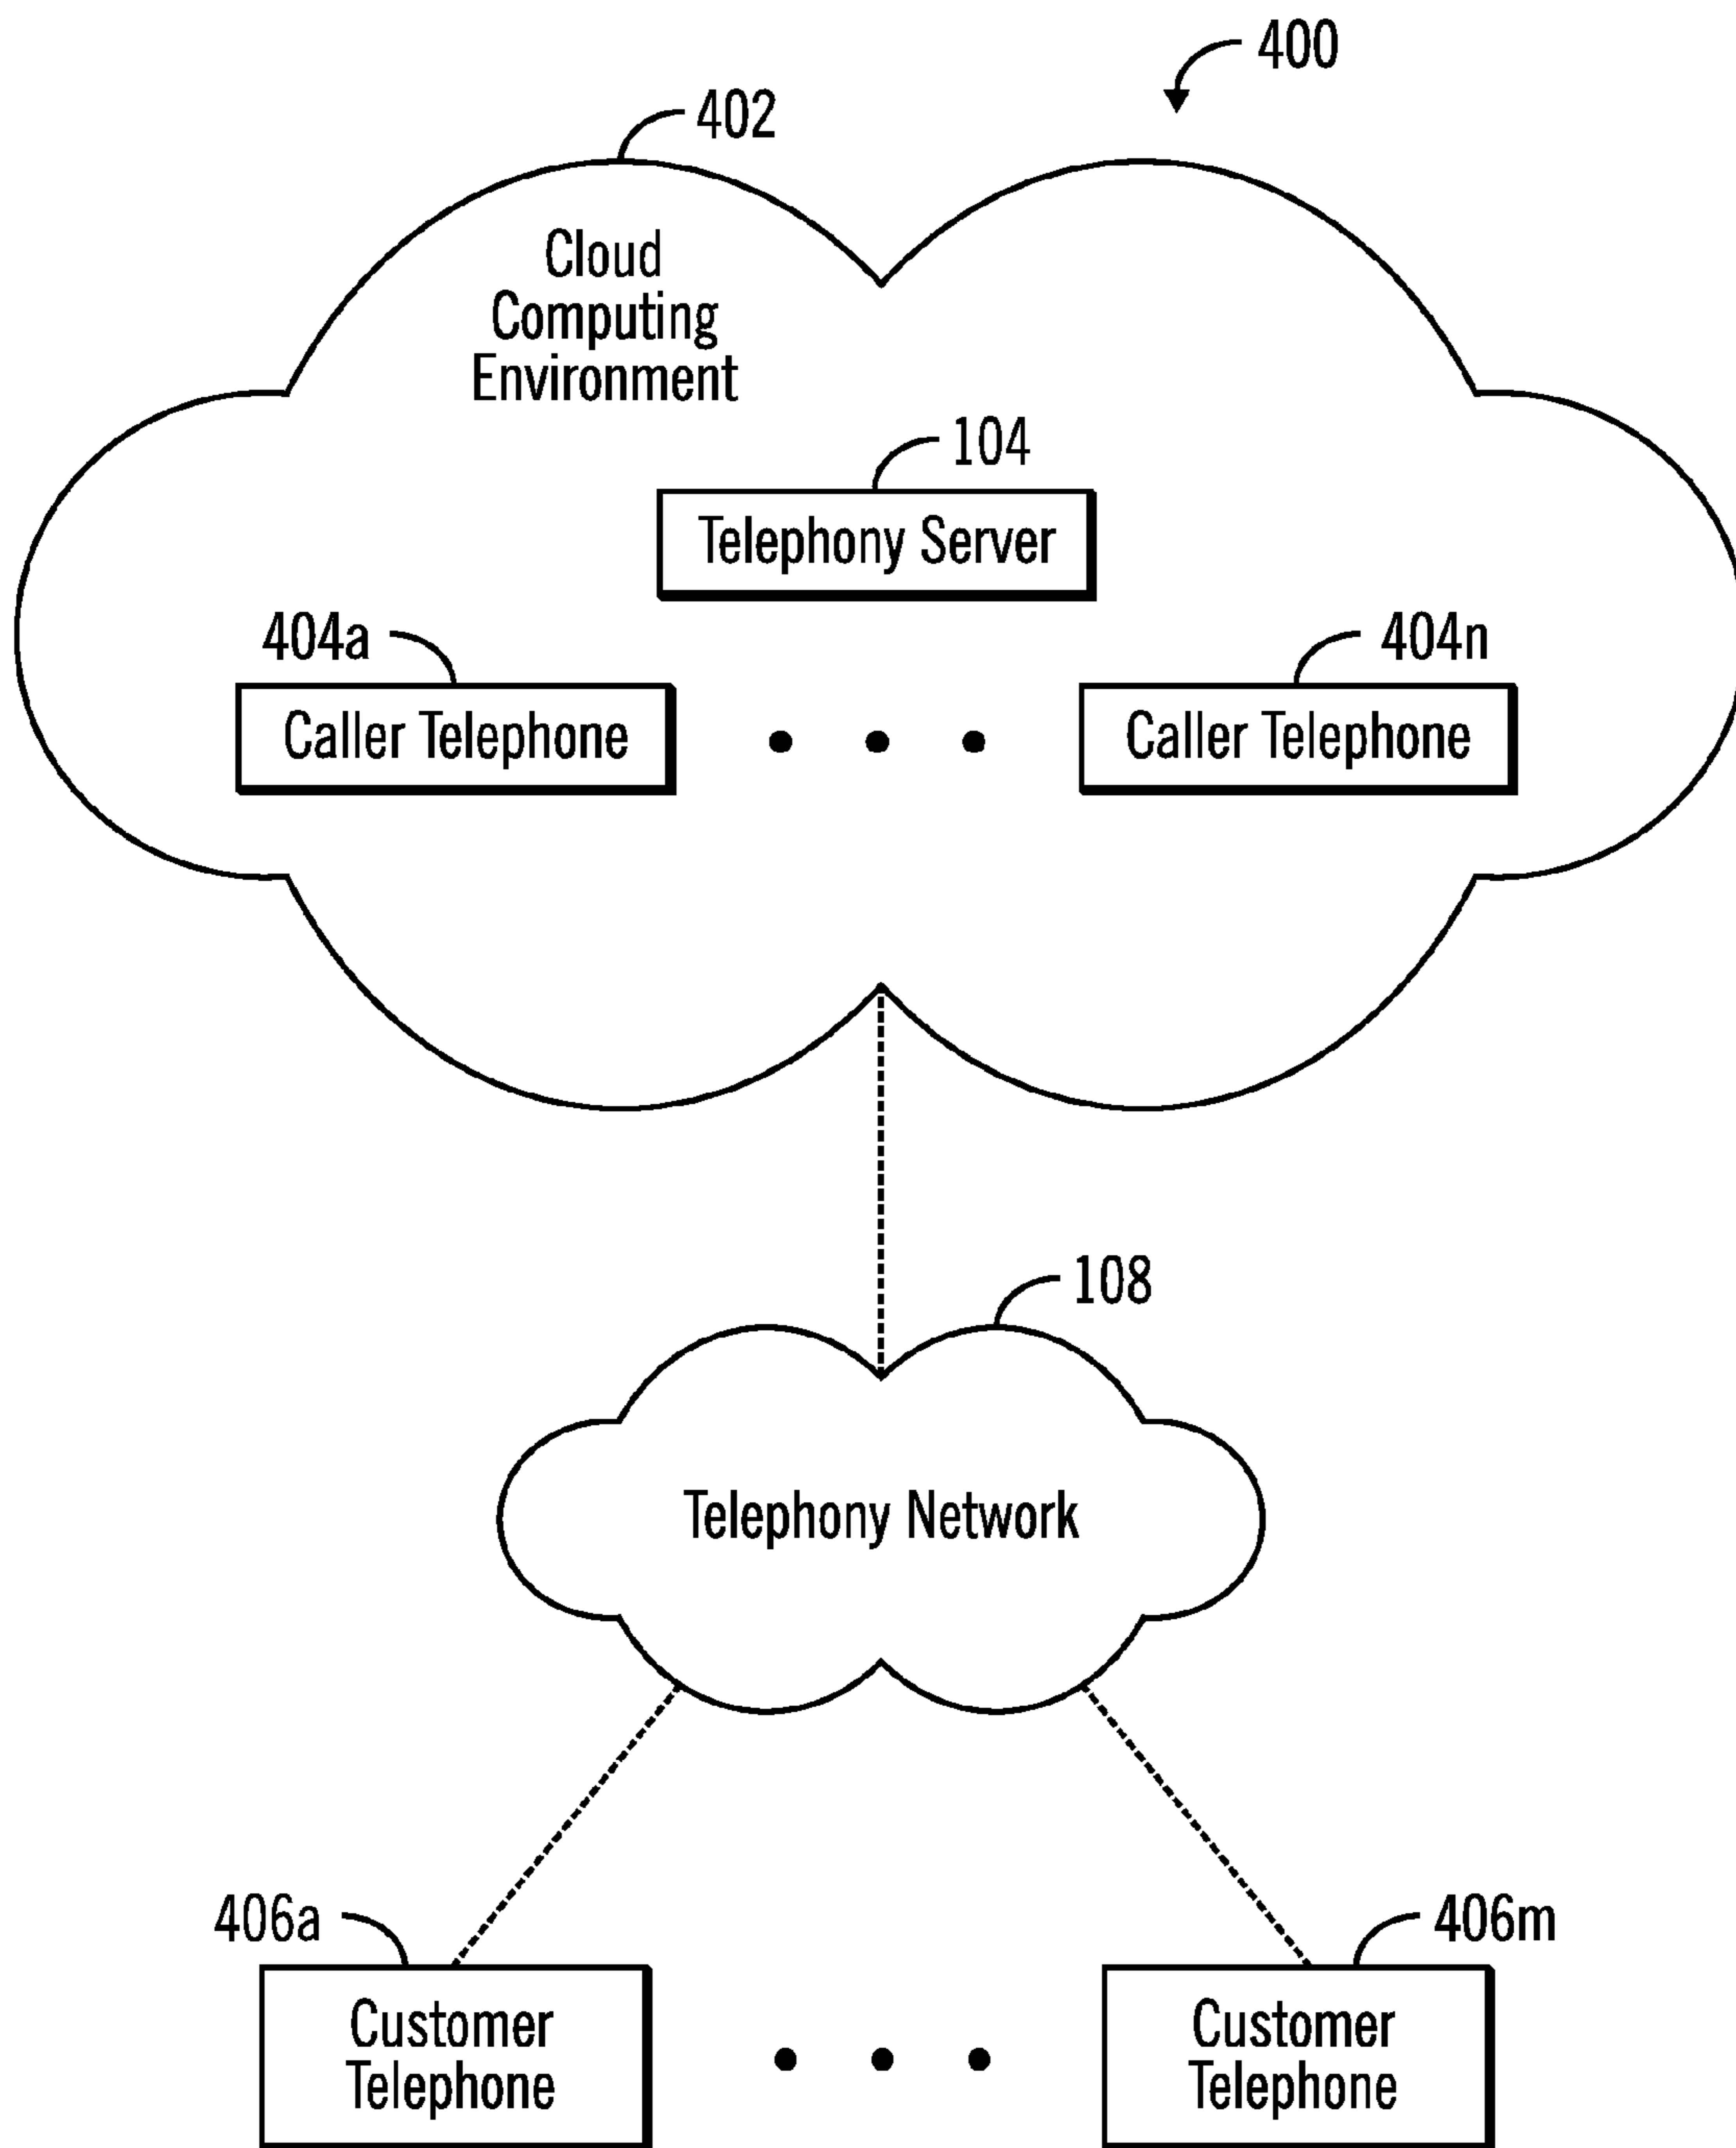 400
402
Cloud
Computing
Environment
104
Telephony Server
404a
404n
Caller Telephone
Caller Telephone
108
Telephony Network
406a
406m
Customer
Telephone
Customer
Telephone